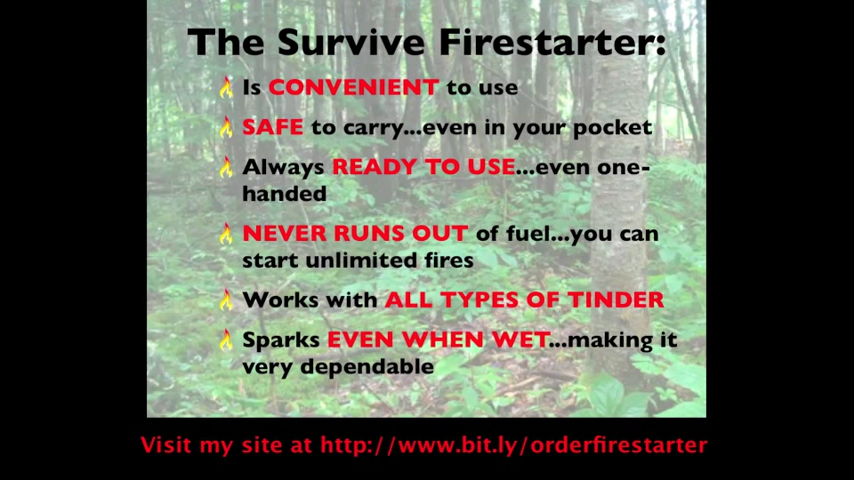 The Survive Firestarter:
Is CONVENIENT to use
SAFE to carry...even in your pocket
Always READY TO USE...even one-
handed
NEVER RUNS OUT of fuel...you can
start unlimited fires
Works with ALL TYPES OF TINDER
Sparks EVEN WHEN WET...making it
very dependable
Visit my site at http://www.bit.ly/orderfirestarter